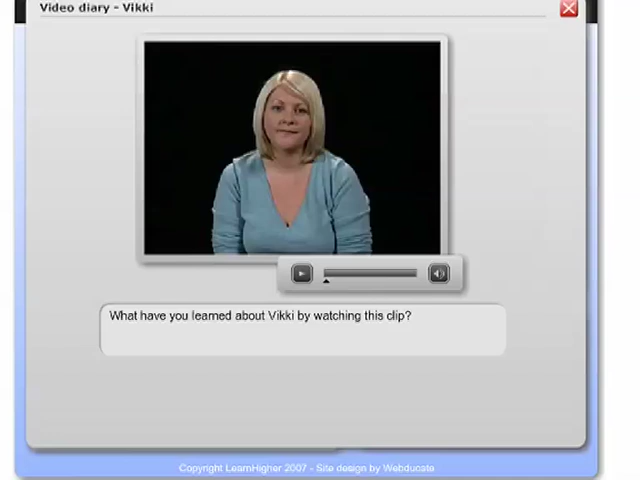 Video diary - Vikki
What have you learned about Vikki by watching this clip?
Copyright LearnHigher 2007 - Site design by Webducate